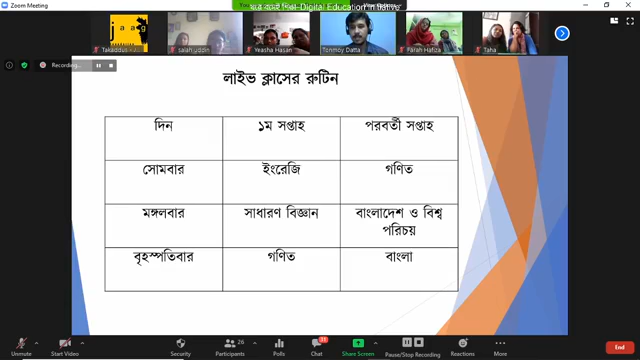 Zoom Meeting
Digital Education Initiative
Takaddus
salah uddin
Weasha Hasan
Tonmoy Datta
Farah Hafiza
Taha
Recording...
লাইভ ক্লাসের রুটিন
দিন ১ম সপ্তাহ পরবর্তী সপ্তাহ
সোমবার ইংরেজি গণিত
মঙ্গলবার সাধারণ বিজ্ঞান বাংলাদেশ ও বিশ্ব
পরিচয়
বৃহস্পতিবার গণিত বাংলা
26
Unmute Start Video Security Participants Polls Chat Share Screen Pause/Stop Recording Reactions More
End